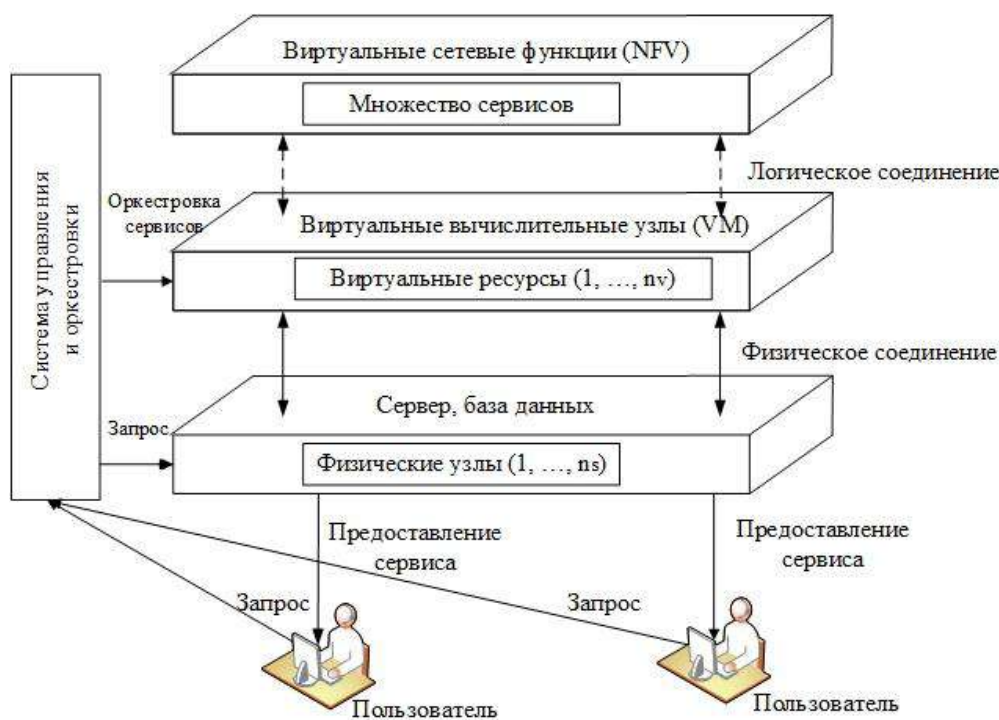 Виртуальные сетевые функции (NFV)
Множество сервисов
Логическое соединение
Система управления
и оркестровки
Оркестровка
сервисов
Виртуальные вычислительные узлы (VM)
Виртуальные ресурсы (1, …, nv)
Физическое соединение
Сервер, база данных
Запрос
Физические узлы (1, …, ns)
Предоставление
сервиса
Предоставление
сервиса
Запрос
Запрос
Пользователь
Пользователь